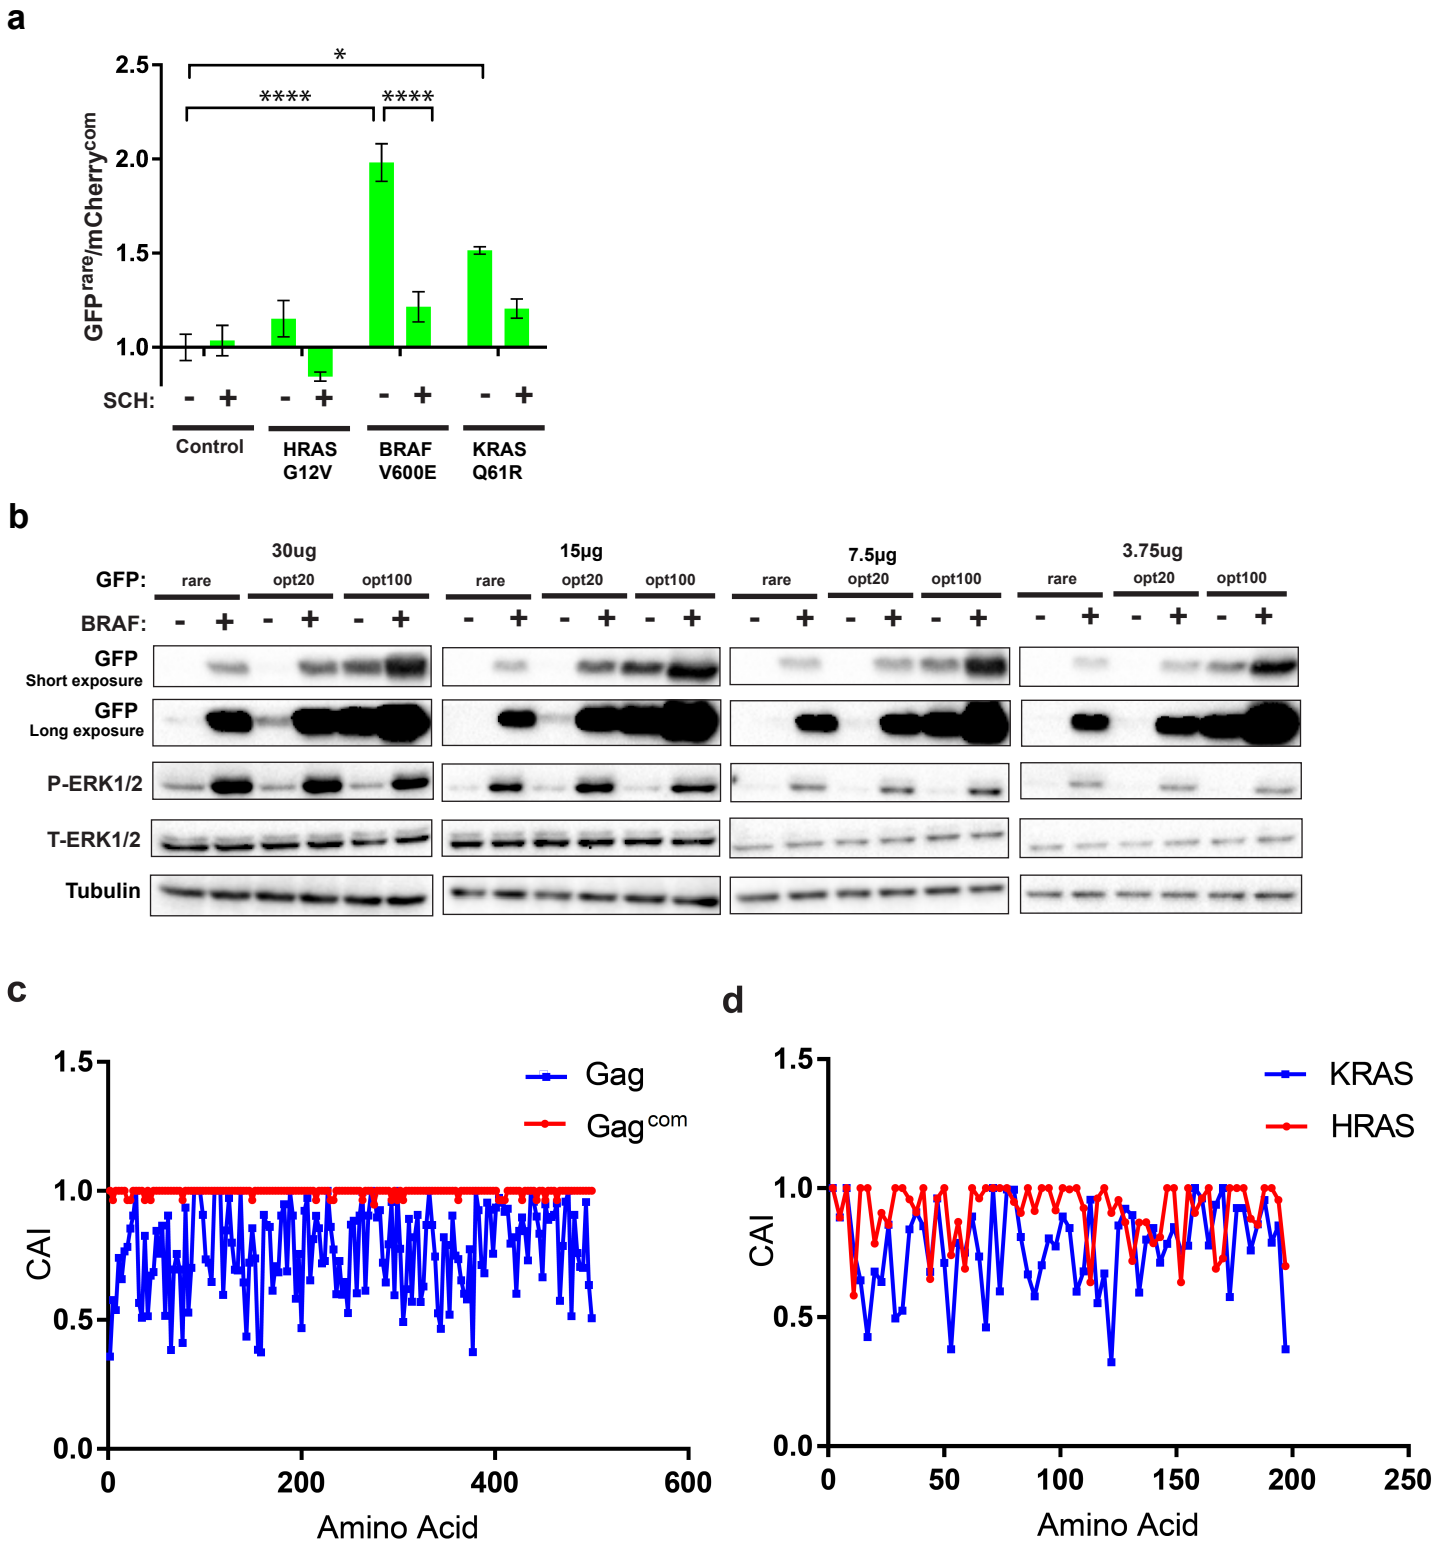 a
2.5
2.0
1.5
1.0
GFPrare/mCherrycom
*
**** ****
SCH: - + - + - + - +
Control HRAS G12V BRAF V600E KRAS Q61R
b
30ug 15µg 7.5µg 3.75ug
GFP: rare opt20 opt100 rare opt20 opt100 rare opt20 opt100 rare opt20 opt100
BRAF: - + - + - + - + - + - + - + - + - + - + - + - +
GFP
Short exposure
GFP
Long exposure
P-ERK1/2
T-ERK1/2
Tubulin
c
1.5
1.0
0.5
0.0
CAI
Gag
Gagcom
0 200 400 600
Amino Acid
d
1.5
1.0
0.5
0.0
CAI
KRAS
HRAS
0 50 100 150 200 250
Amino Acid